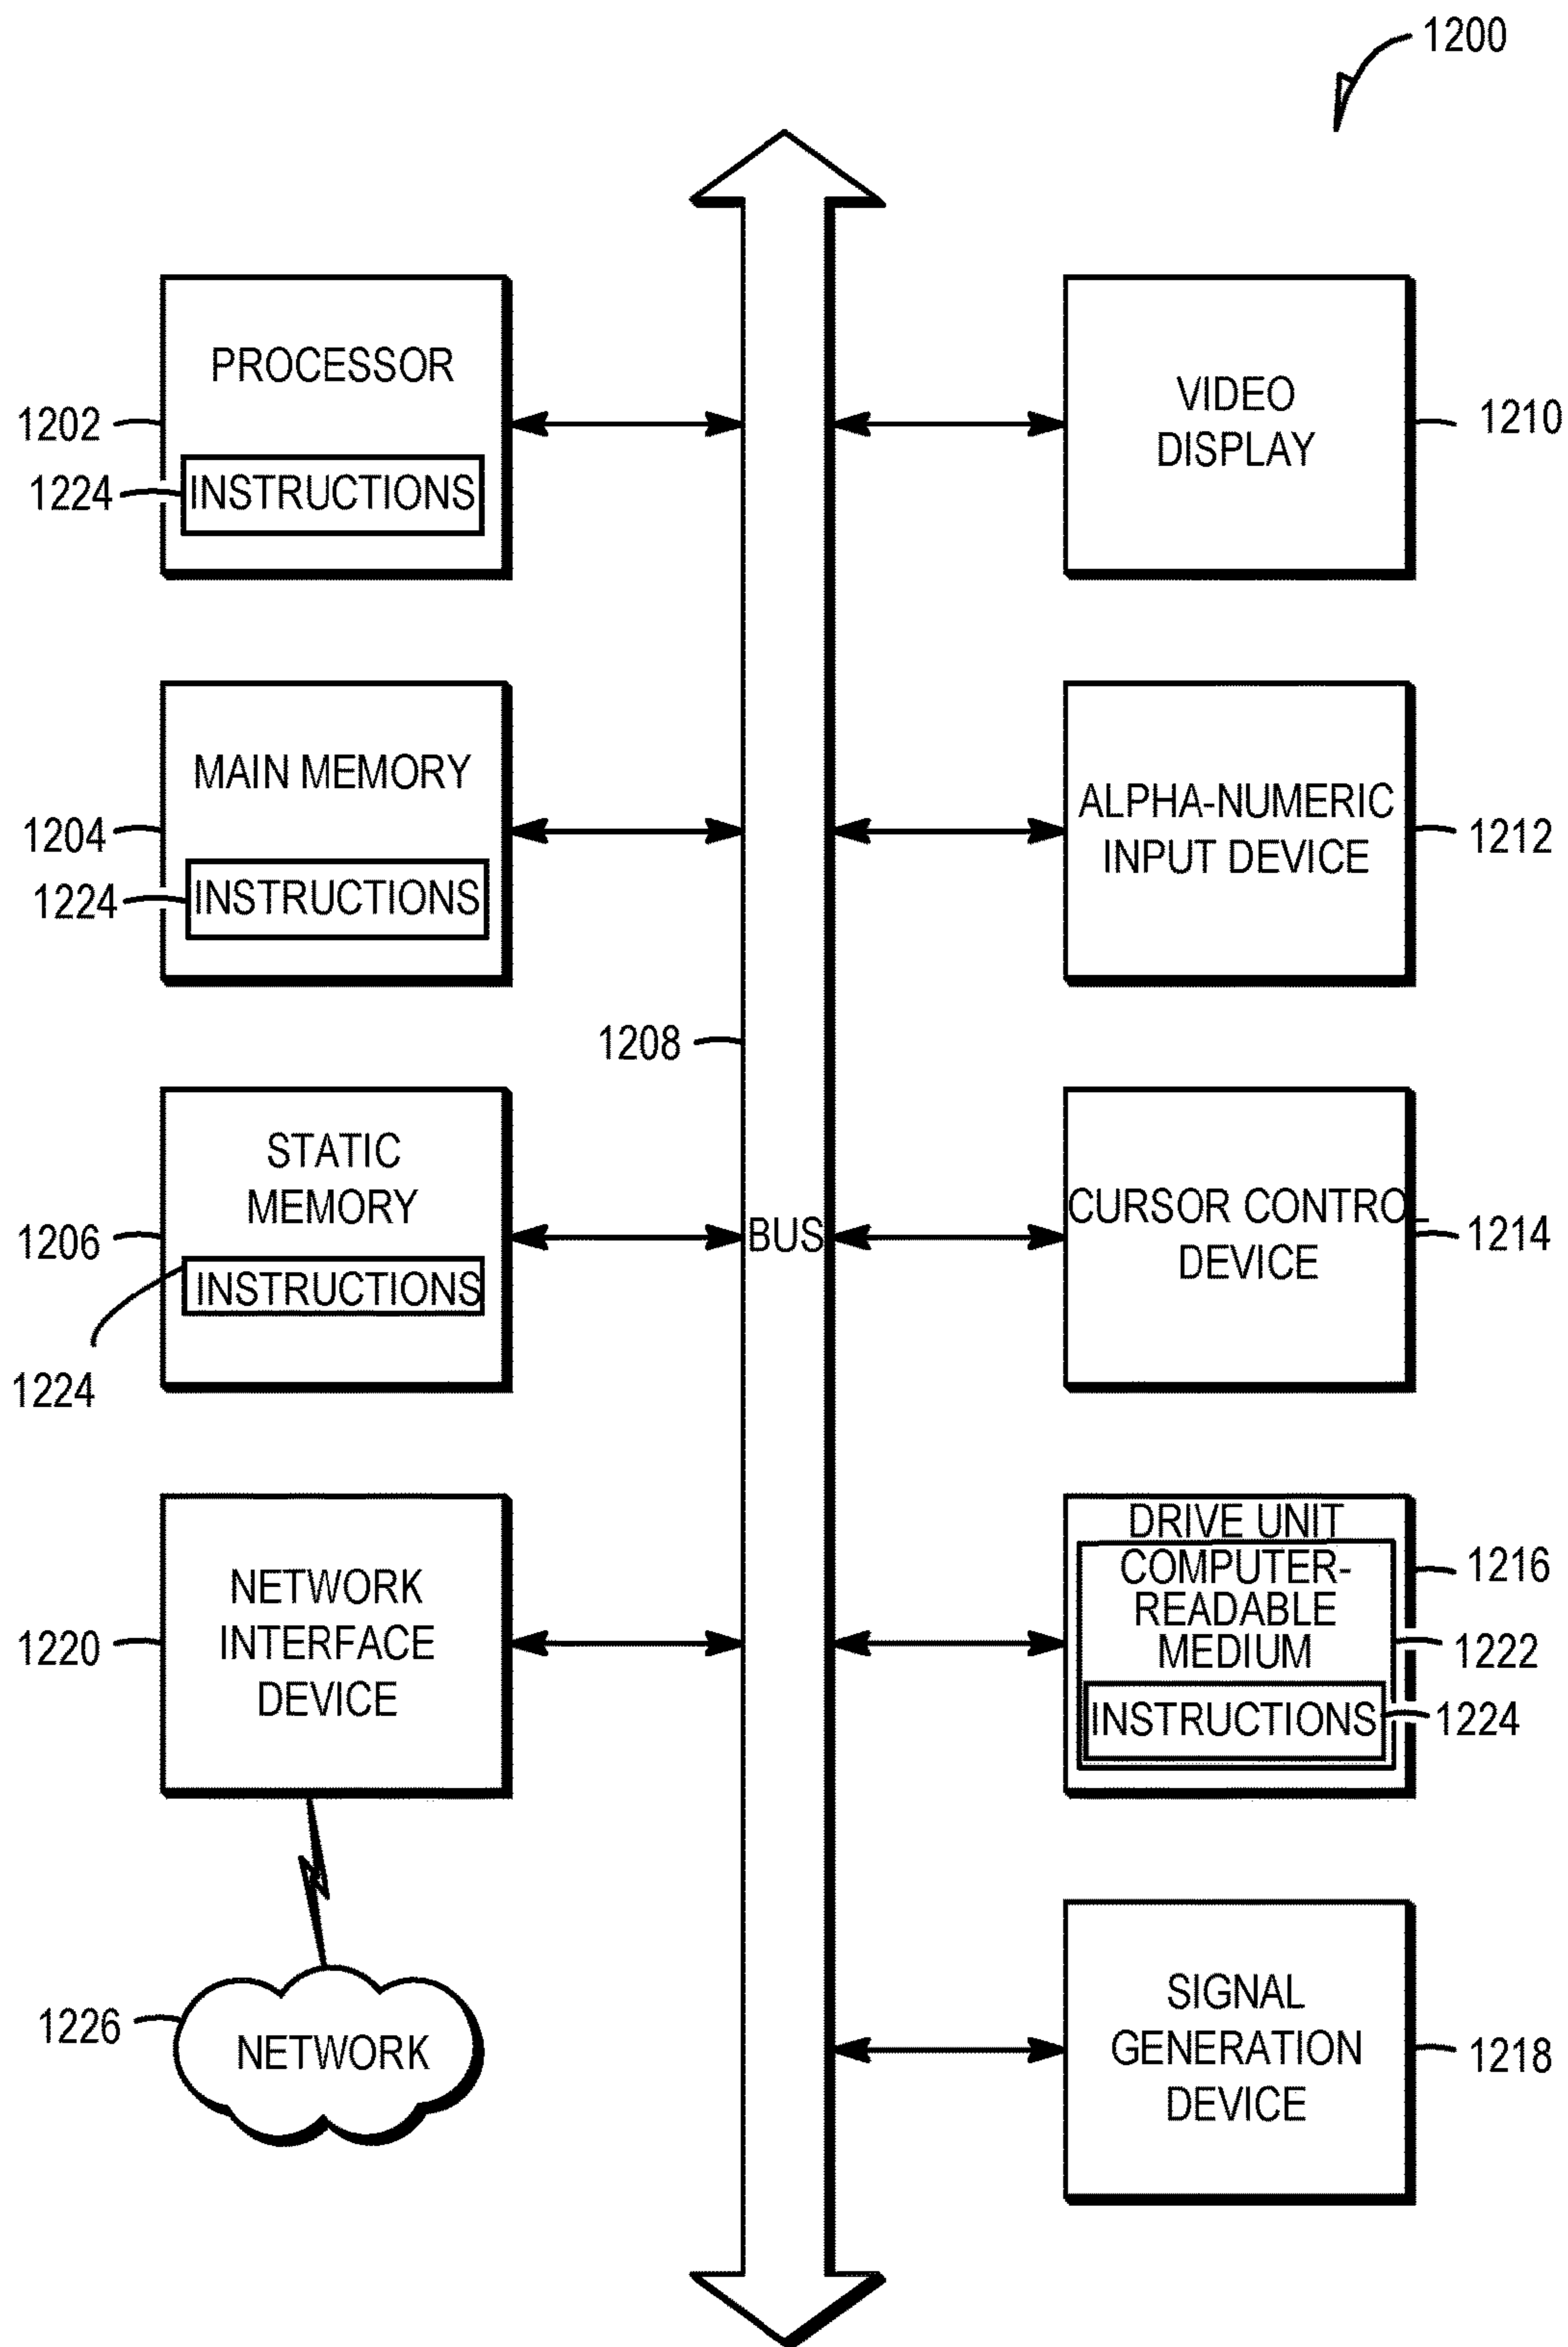 1200
PROCESSOR
1202
1224
INSTRUCTIONS
MAIN MEMORY
1204
1224
INSTRUCTIONS
1208
STATIC
MEMORY
1206
INSTRUCTIONS
1224
NETWORK
INTERFACE
DEVICE
1220
1226
NETWORK
BUS
VIDEO
DISPLAY
1210
ALPHA-NUMERIC
INPUT DEVICE
1212
CURSOR CONTRO
DEVICE
1214
DRIVE UNIT
1216
COMPUTER-
READABLE
MEDIUM
1222
INSTRUCTIONS
1224
SIGNAL
GENERATION
DEVICE
1218